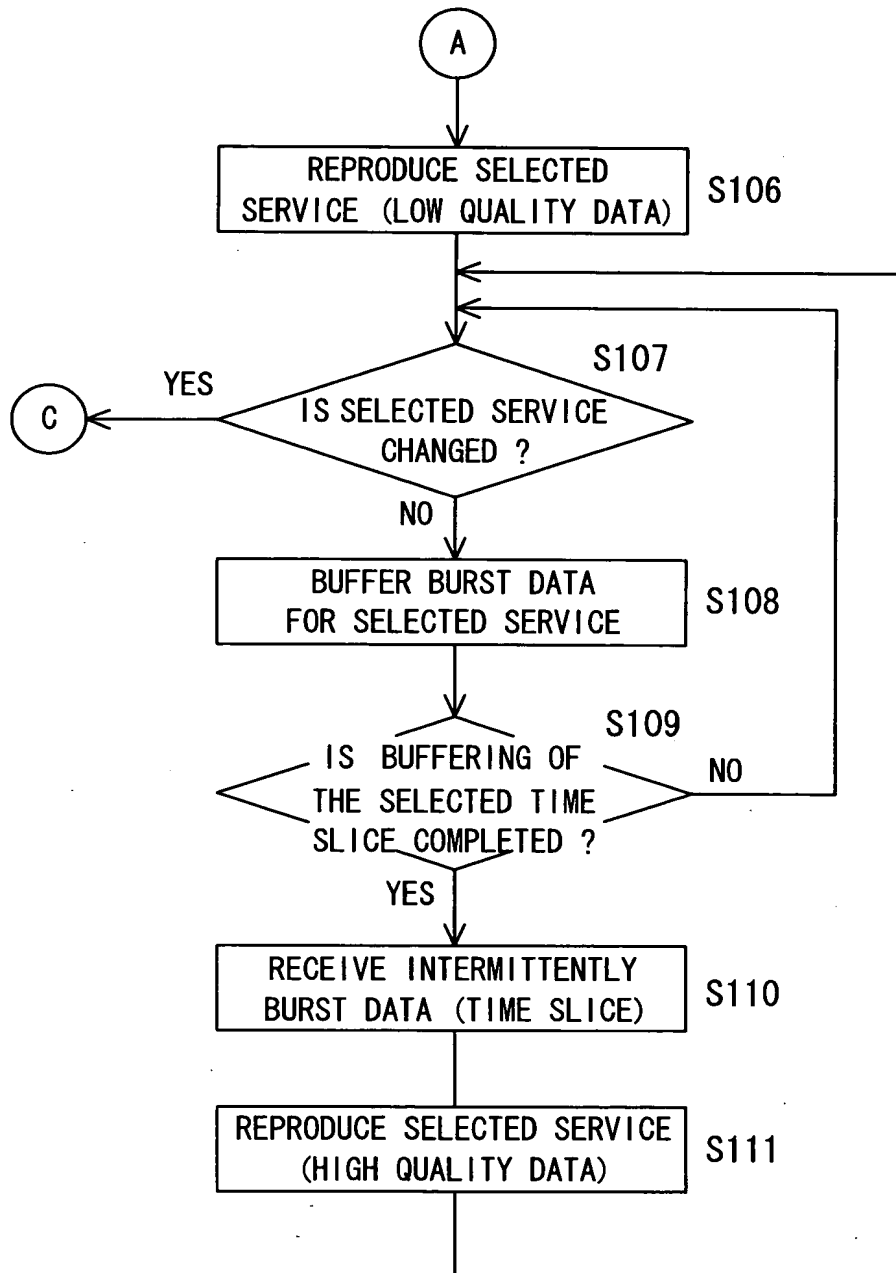 A
REPRODUCE SELECTED
SERVICE (LOW QUALITY DATA)
S106
S107
YES
C
IS SELECTED SERVICE
CHANGED ?
NO
BUFFER BURST DATA
FOR SELECTED SERVICE
S108
S109
IS BUFFERING OF
THE SELECTED TIME
SLICE COMPLETED ?
NO
YES
RECEIVE INTERMITTENTLY
BURST DATA (TIME SLICE)
S110
REPRODUCE SELECTED SERVICE
(HIGH QUALITY DATA)
S111